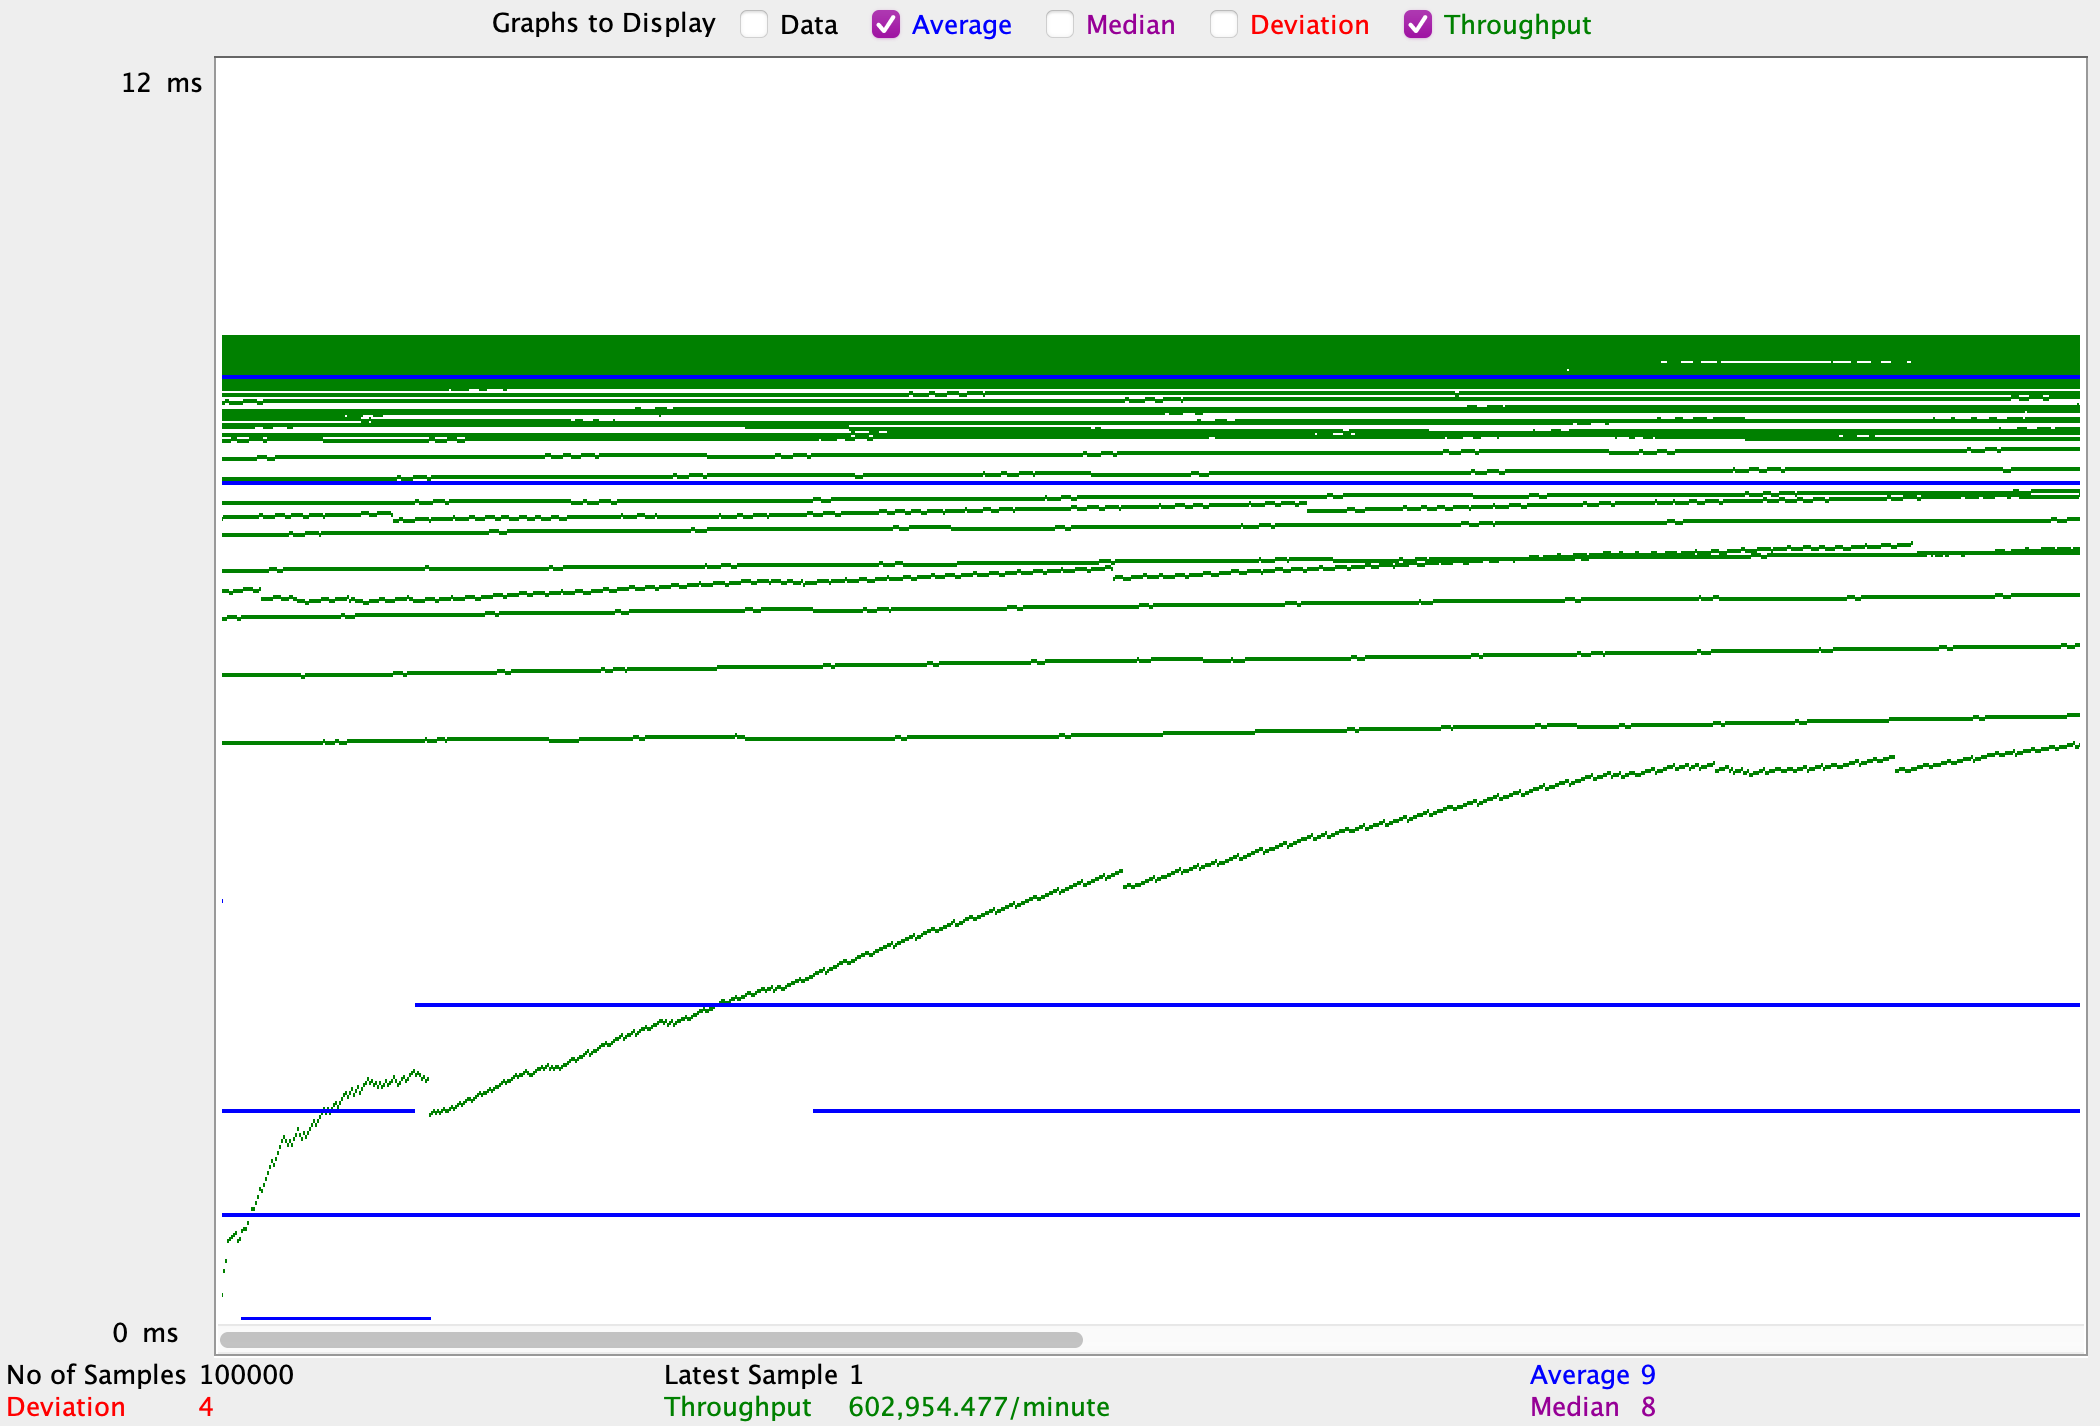 Graphs to Display Data Average Median Deviation Throughput
12 ms
0 ms
No of Samples 100000 Latest Sample 1 Average 9
Deviation 4 Throughput 602,954.477/minute Median 8